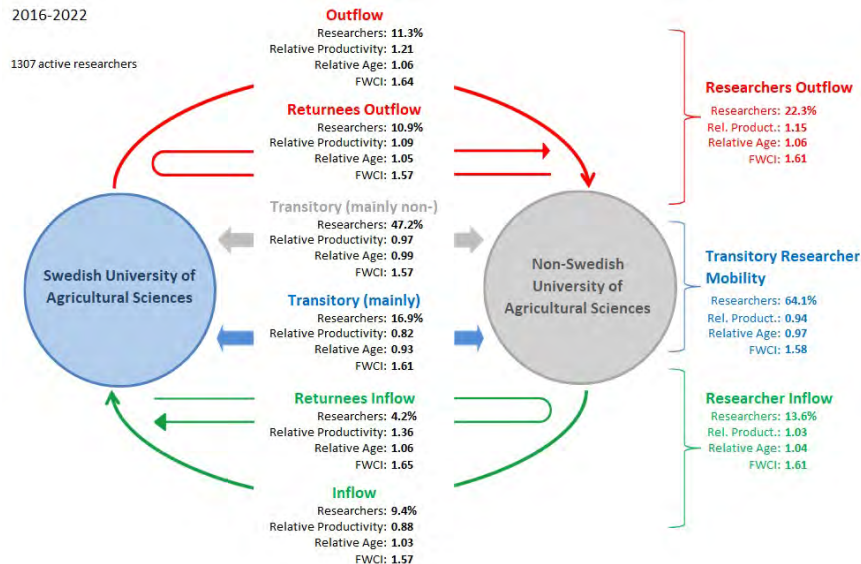 2016-2022
1307 active researchers
Outflow
Researchers: 11.3%
Relative Productivity: 1.21
Relative Age: 1.06
FWCI: 1.64
Returnees Outflow
Researchers: 10.9%
Relative Productivity: 1.09
Relative Age: 1.05
FWCI: 1.57
Transitory (mainly non-)
Researchers: 47.2%
Relative Productivity: 0.97
Relative Age: 0.99
FWCI: 1.57
Transitory (mainly)
Researchers: 16.9%
Relative Productivity: 0.82
Relative Age: 0.93
FWCI: 1.61
Returnees Inflow
Researchers: 4.2%
Relative Productivity: 1.36
Relative Age: 1.06
FWCI: 1.65
Inflow
Researchers: 9.4%
Relative Productivity: 0.88
Relative Age: 1.03
FWCI: 1.57
Swedish University of
Agricultural Sciences
Non-Swedish
University of
Agricultural Sciences
Researchers Outflow
Researchers: 22.3%
Rel. Product.: 1.15
Relative Age: 1.06
FWCI: 1.61
Transitory Researcher
Mobility
Researchers: 64.1%
Rel. Product.: 0.94
Relative Age: 0.97
FWCI: 1.58
Researcher Inflow
Researchers: 13.6%
Rel. Product.: 1.03
Relative Age: 1.04
FWCI: 1.61